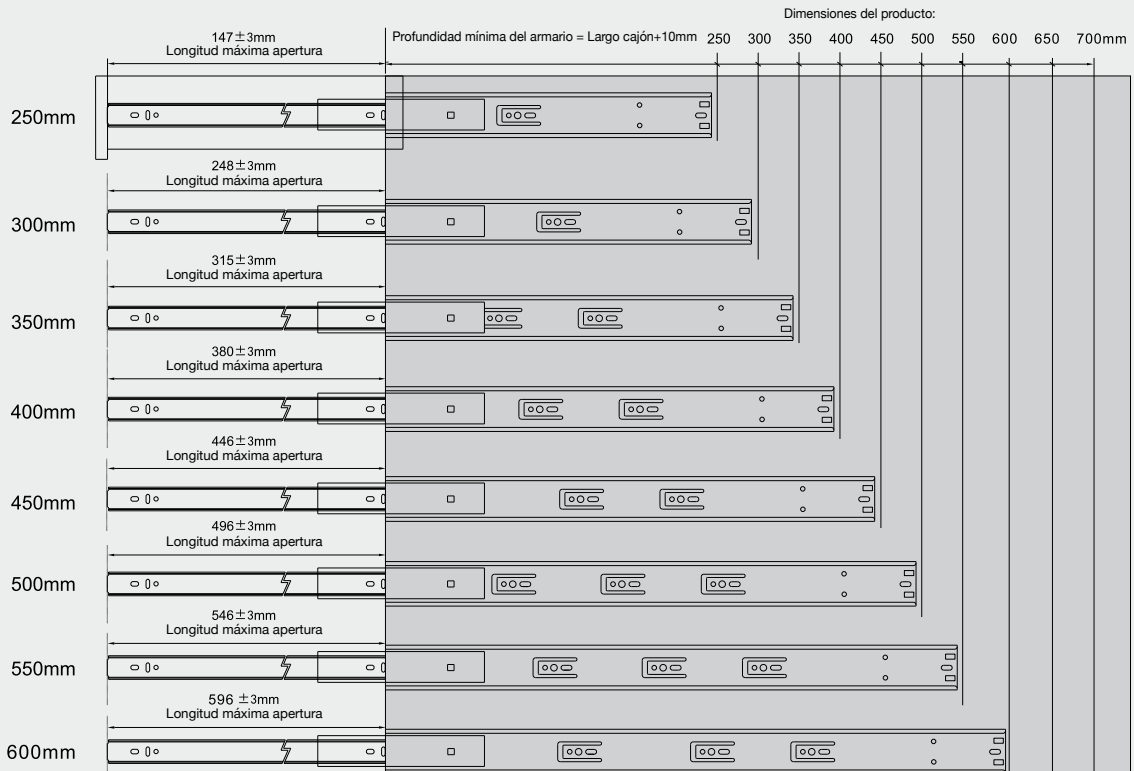 Dimensiones del producto:
147±3mm
Longitud máxima apertura
Profundidad mínima del armario = Largo cajón+10mm
250 300 350 400 450 500 550 600 650 700mm
250mm
248±3mm
Longitud máxima apertura
300mm
315±3mm
Longitud máxima apertura
350mm
380±3mm
Longitud máxima apertura
400mm
446±3mm
Longitud máxima apertura
450mm
496±3mm
Longitud máxima apertura
500mm
546±3mm
Longitud máxima apertura
550mm
596 ±3mm
Longitud máxima apertura
600mm